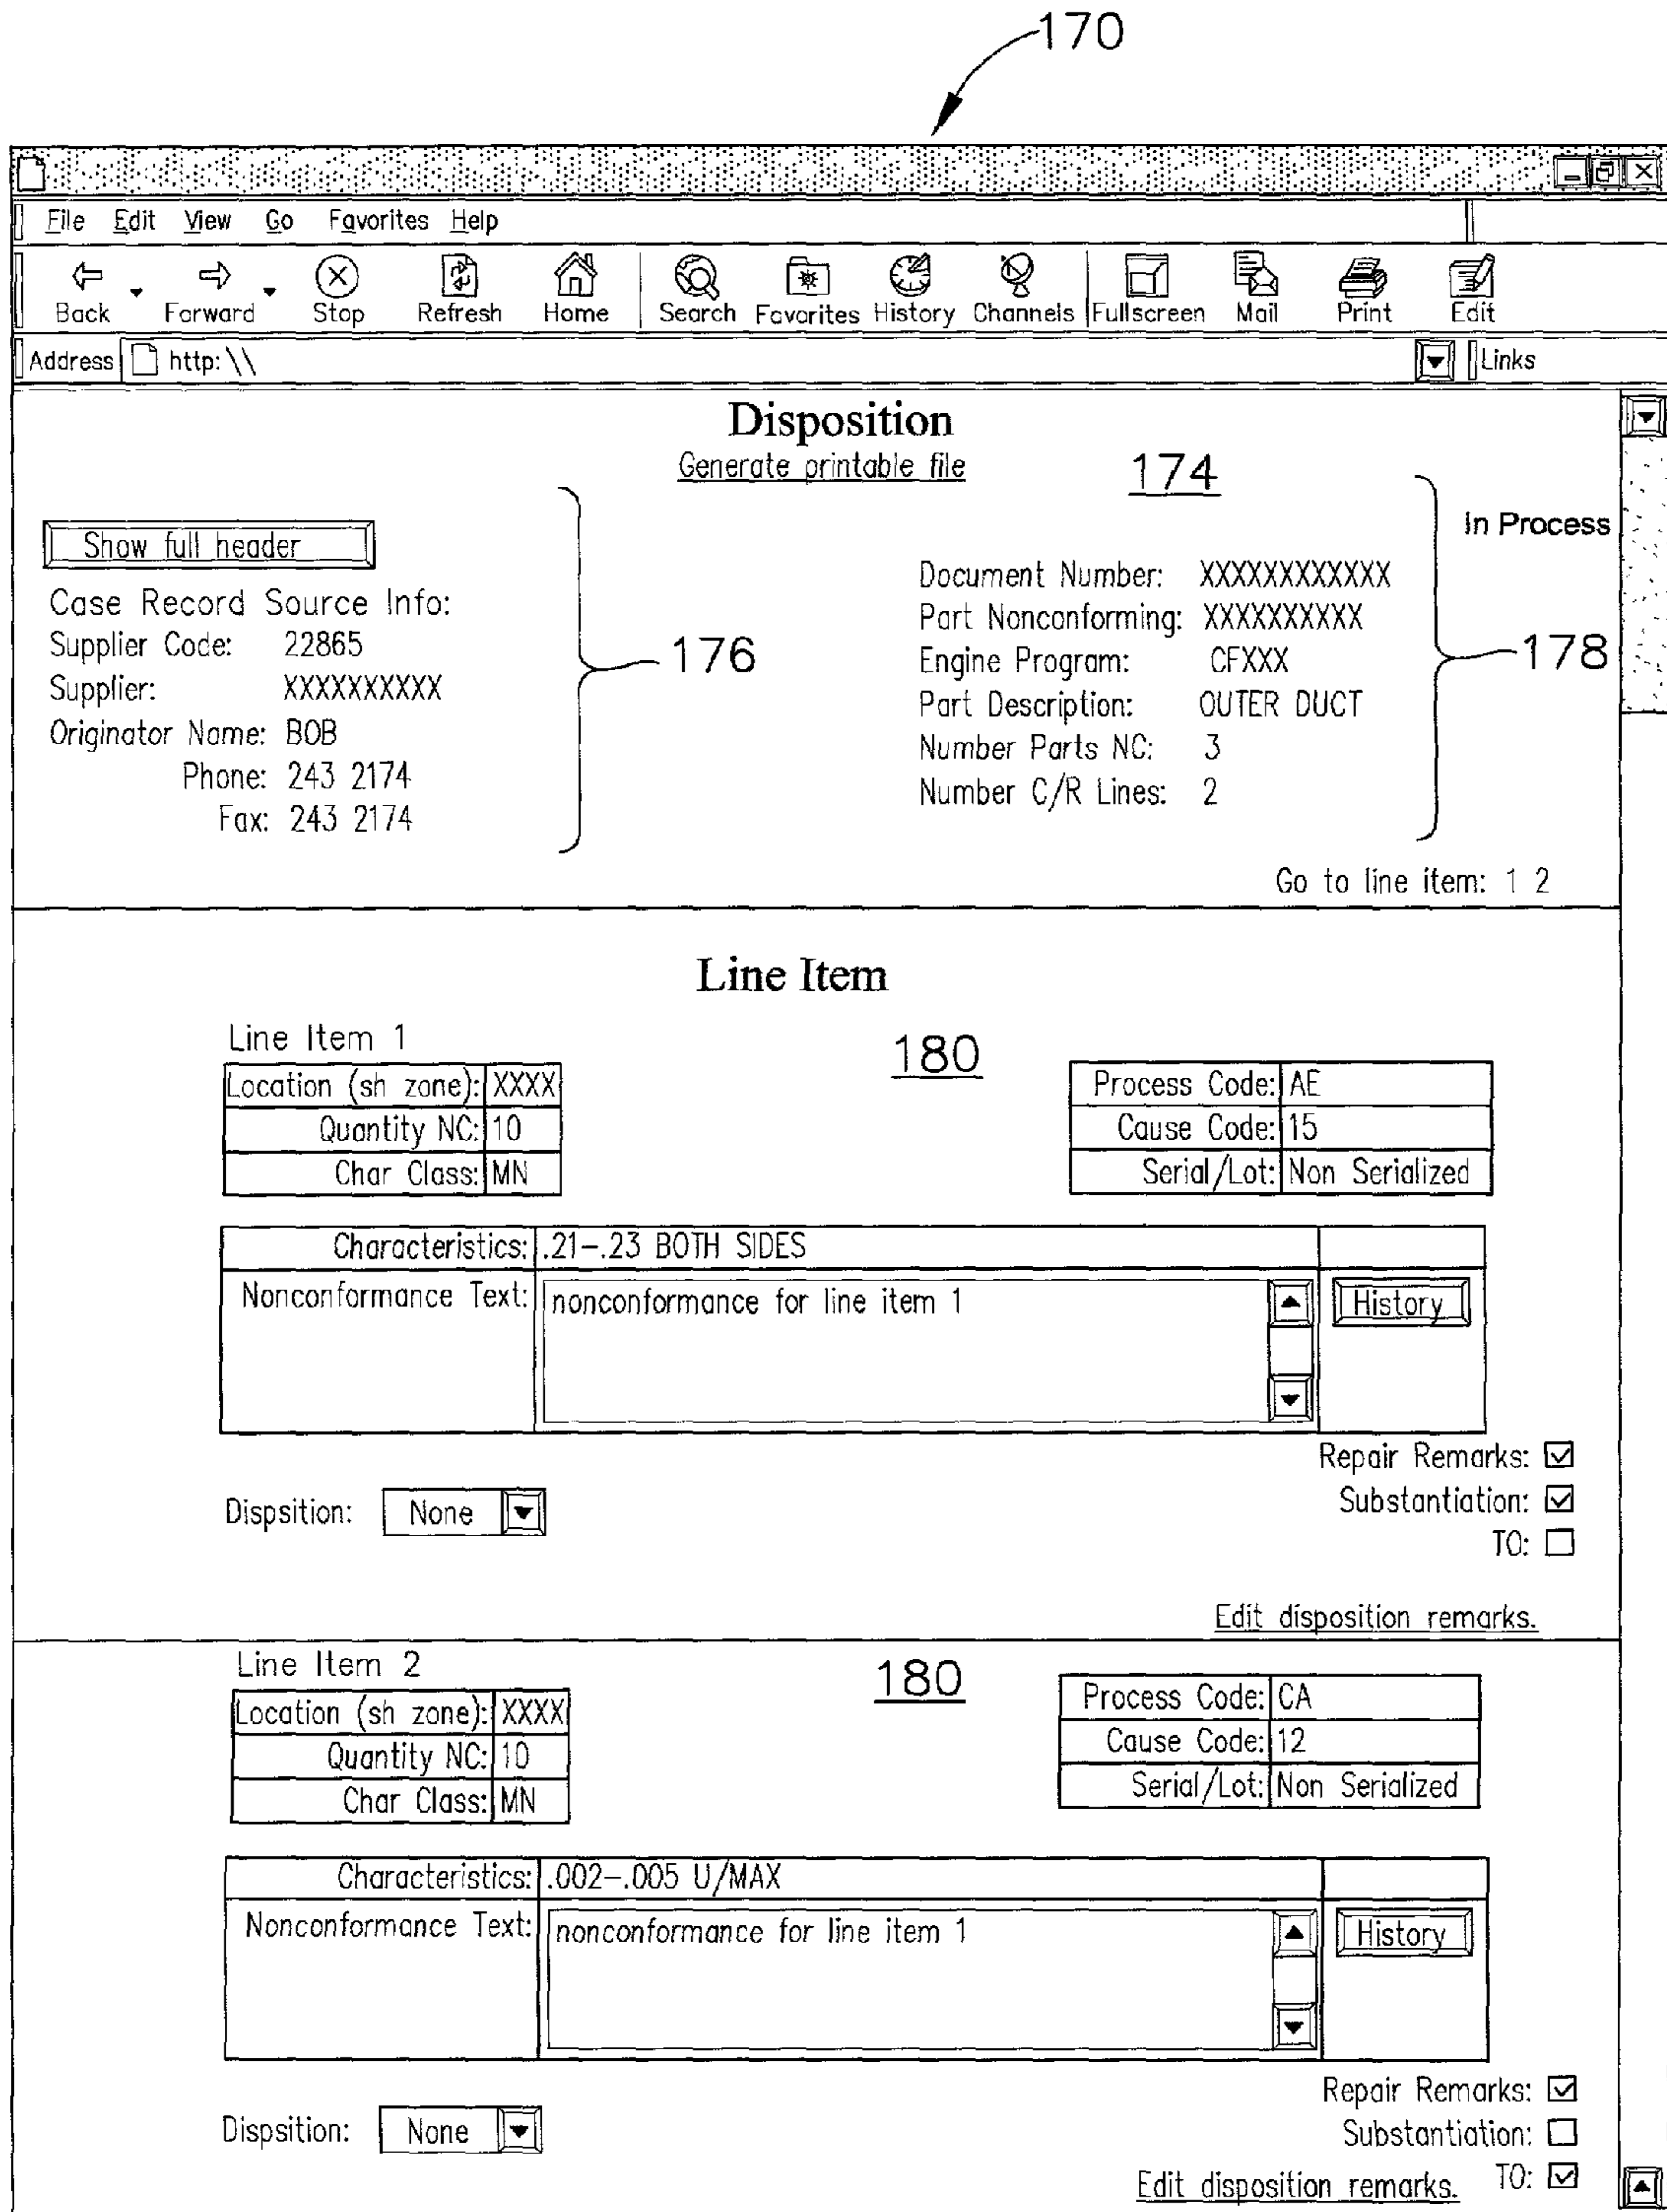 170
File Edit View Go Favorites Help
Back Forward Stop Refresh Home Search Favorites History Channels Fullscreen Mail Print Edit
Address http:\\ Links
Disposition
Generate printable file
174
In Process
Show full header
Case Record Source Info:
Supplier Code: 22865
Supplier: XXXXXXXXXX
Originator Name: BOB
Phone: 243 2174
Fax: 243 2174
176
Document Number: XXXXXXXXXXXX
Part Nonconforming: XXXXXXXXXX
Engine Program: CFXXX
Part Description: OUTER DUCT
Number Parts NC: 3
Number C/R Lines: 2
178
Go to line item: 1 2
Line Item
Line Item 1
180
Location (sh zone): XXXX
Quantity NC: 10
Char Class: MN
Process Code: AE
Cause Code: 15
Serial/Lot: Non Serialized
Characteristics: .21-.23 BOTH SIDES
Nonconformance Text: nonconformance for line item 1
History
Repair Remarks:
Substantiation:
TO:
Dispsition: None
Edit disposition remarks.
Line Item 2
180
Location (sh zone): XXXX
Quantity NC: 10
Char Class: MN
Process Code: CA
Cause Code: 12
Serial/Lot: Non Serialized
Characteristics: .002-.005 U/MAX
Nonconformance Text: nonconformance for line item 1
History
Repair Remarks:
Substantiation:
TO:
Dispsition: None
Edit disposition remarks.